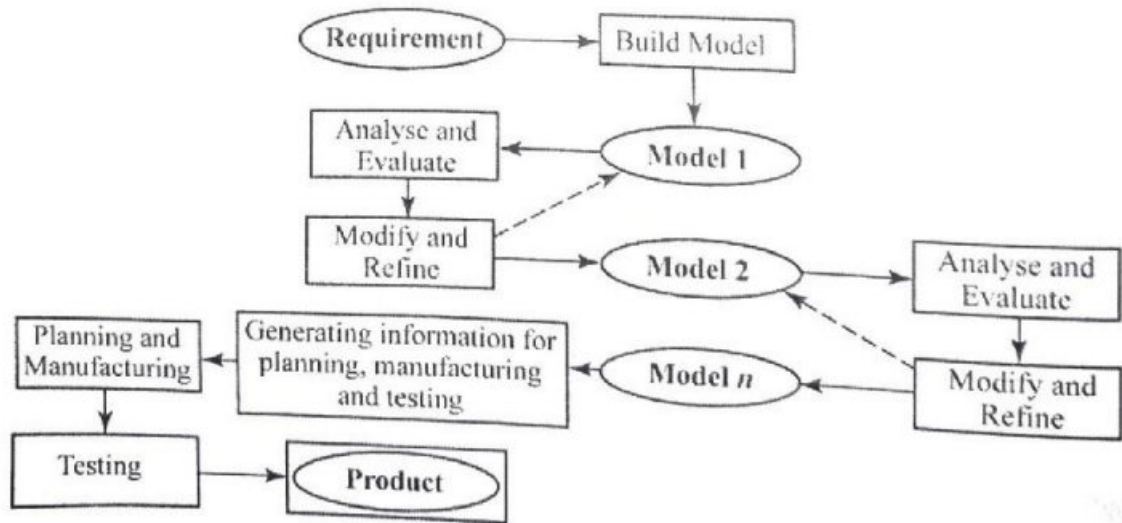 Requirement
Build Model
Analyse and
Evaluate
Model 1
Modify and
Refine
Model 2
Analyse and
Evaluate
Planning and
Manufacturing
Generating information for
planning, manufacturing
and testing
Model n
Modify and
Refine
Testing
Product